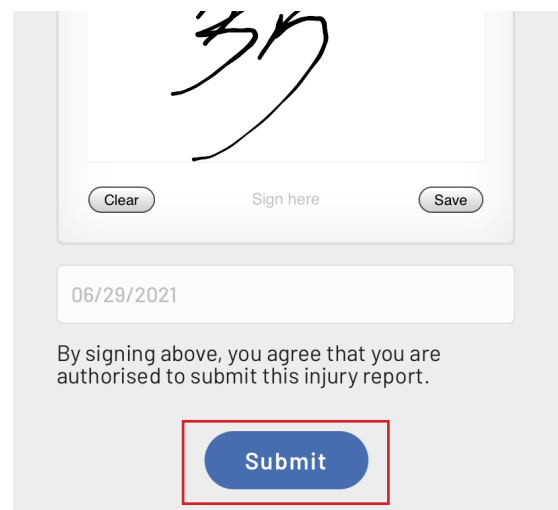 Clear Sign here Save
06/29/2021
By signing above, you agree that you are
authorised to submit this injury report.
Submit